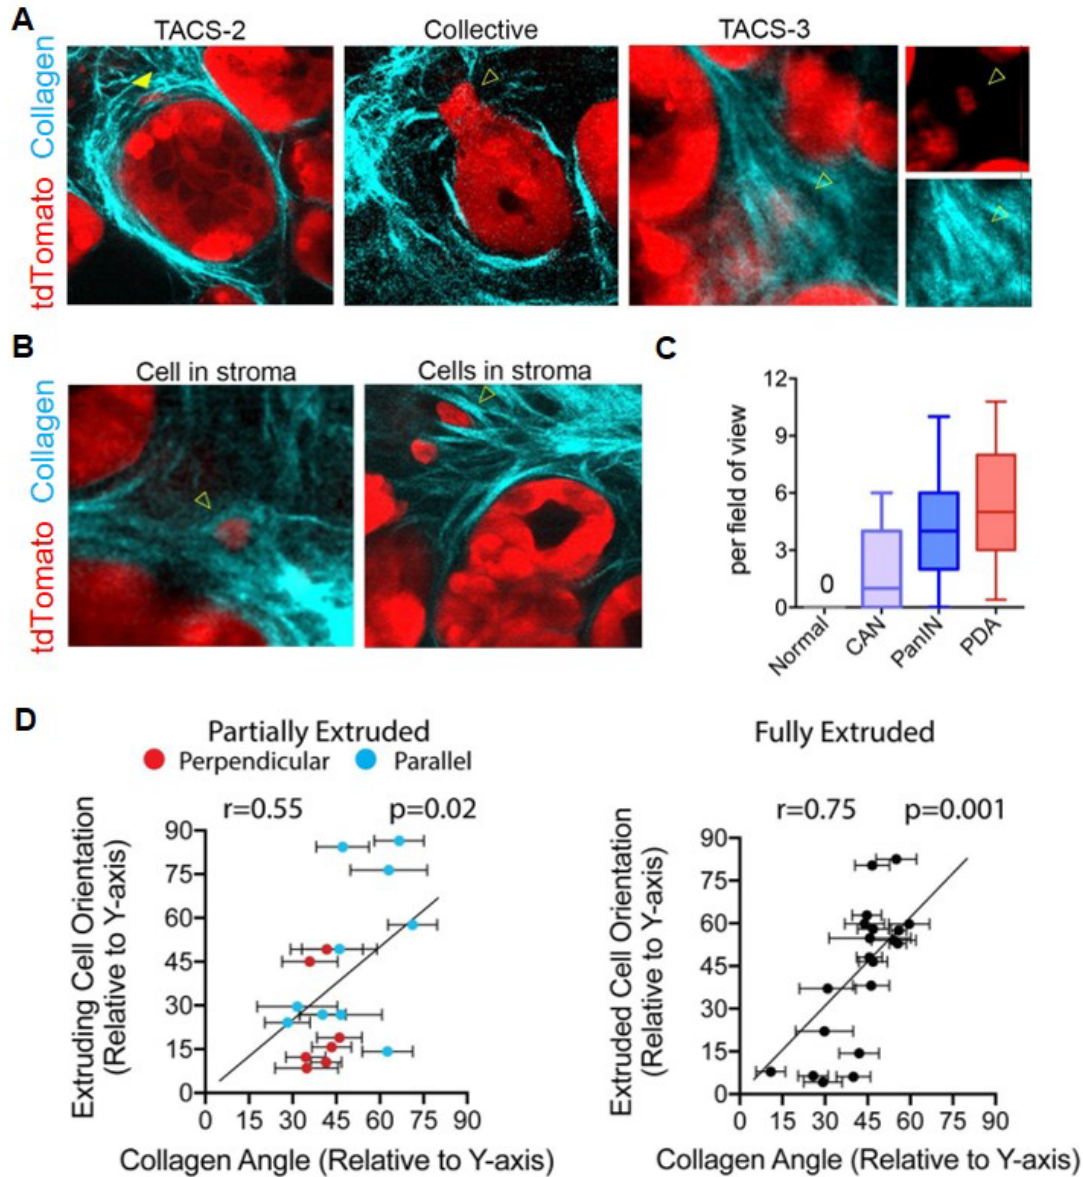 A
TACS-2
Collective
TACS-3
tdTomato Collagen
B
Cell in stroma
Cells in stroma
tdTomato Collagen
C
per field of view
12
9
6
3
0
0
Normal
CAN
PanIN
PDA
D
Partially Extruded
Perpendicular Parallel
r=0.55 p=0.02
Extruding Cell Orientation
(Relative to Y-axis)
90
75
60
45
30
15
0
0 15 30 45 60 75 90
Collagen Angle (Relative to Y-axis)
Fully Extruded
r=0.75 p=0.001
Extruded Cell Orientation
(Relative to Y-axis)
90
75
60
45
30
15
0
0 15 30 45 60 75 90
Collagen Angle (Relative to Y-axis)